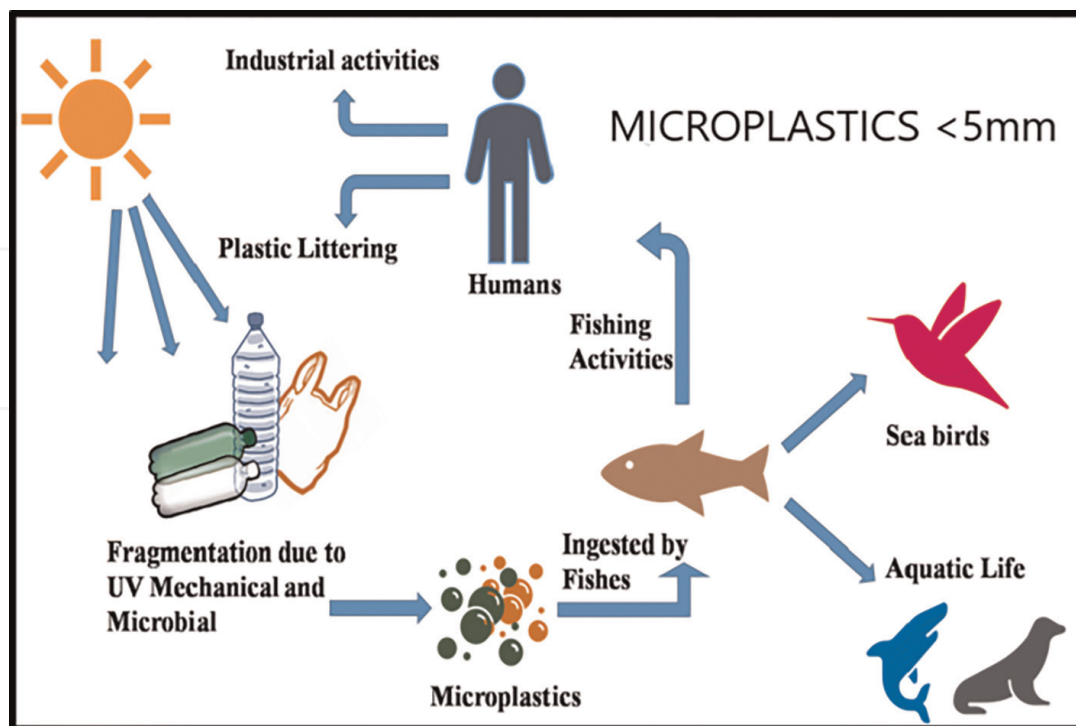 Industrial activities
MICROPLASTICS <5mm
Plastic Littering
Humans
Fishing
Activities
Sea birds
Fragmentation due to
UV Mechanical and
Microbial
Ingested by
Fishes
Aquatic Life
Microplastics